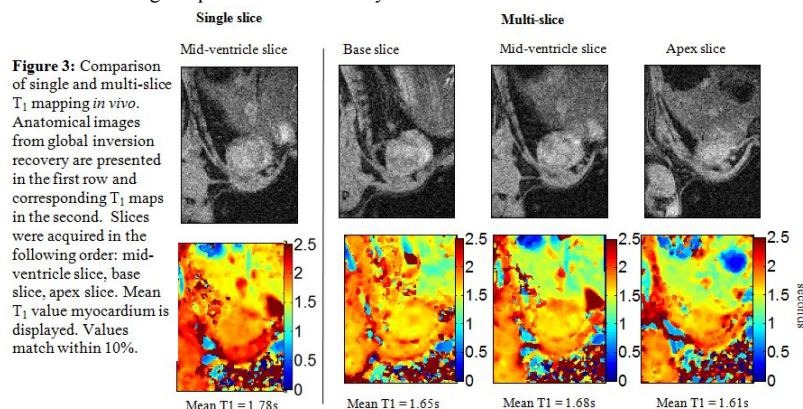 Single slice
Multi-slice
Mid-ventricle slice
Base slice
Mid-ventricle slice
Apex slice
Figure 3: Comparison
of single and multi-slice
T1 mapping in vivo.
Anatomical images
from global inversion
recovery are presented
in the first row and
corresponding T1 maps
in the second. Slices
were acquired in the
following order: mid-
ventricle slice, base
slice, apex slice. Mean
T1 value myocardium is
displayed. Values
match within 10%.
2.5
2
1.5
1
0.5
0
2.5
2
1.5
1
0.5
0
2.5
2
1.5
1
0.5
0
2.5
2
1.5
1
0.5
0
seconds
Mean T1 = 1.78s
Mean T1 = 1.65s
Mean T1 = 1.68s
Mean T1 = 1.61s